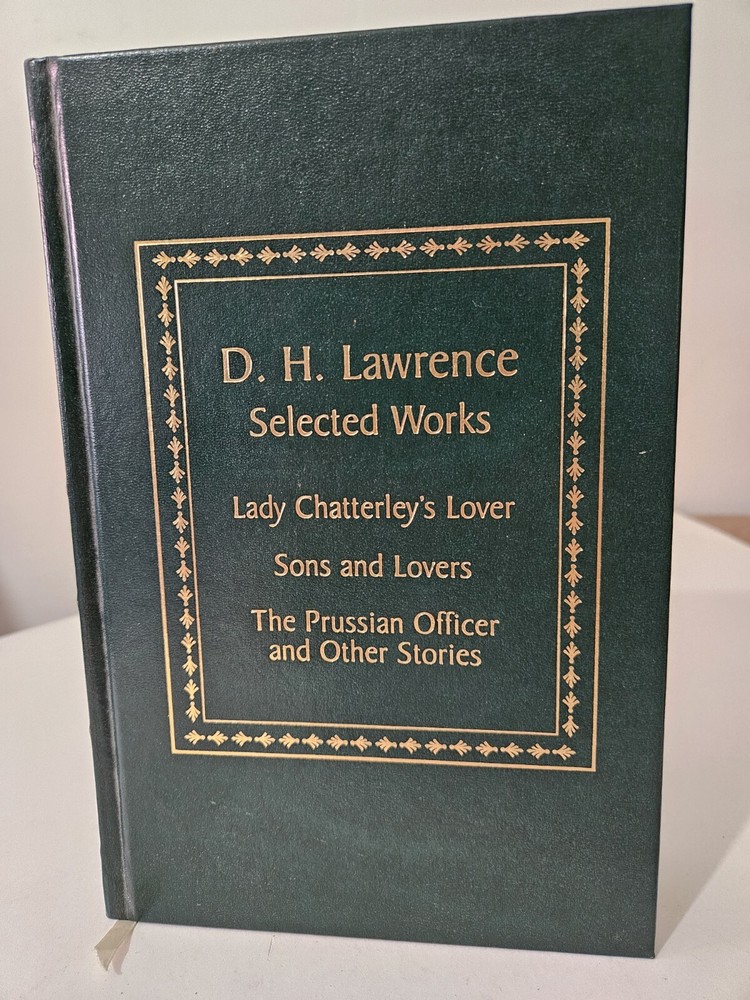 D. H. Lawrence
Selected Works
Lady Chatterley's Lover
Sons and Lovers
The Prussian Officer
and Other Stories